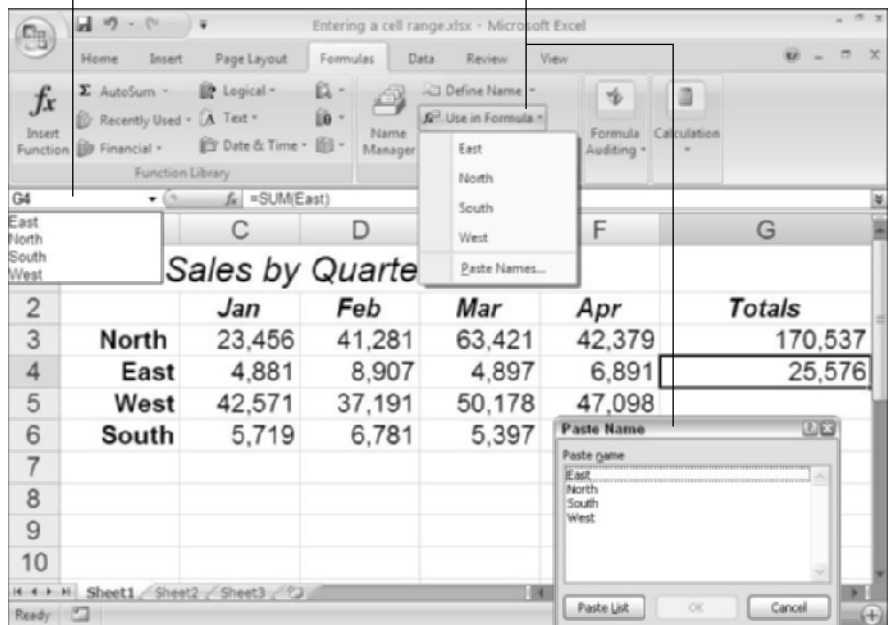 Entering a cell range.xlsx - Microsoft Excel
Home Insert Page Layout Formulas Data Review View
fx Σ AutoSum Logical Define Name
Recently Used A Text fx Use in Formula
Insert Function Financial Date & Time Name Manager Formula Auditing Calculation
Function Library
East
North
South
West
Paste Names...
G4 fx =SUM(East)
East
North
South
West
C D F G
Sales by Quarte
2 Jan Feb Mar Apr Totals
3 North 23,456 41,281 63,421 42,379 170,537
4 East 4,881 8,907 4,897 6,891 25,576
5 West 42,571 37,191 50,178 47,098
6 South 5,719 6,781 5,397
7
8
9
10
Paste Name
Paste name
East
North
South
West
Paste List OK Cancel
Sheet1 Sheet2 Sheet3
Ready